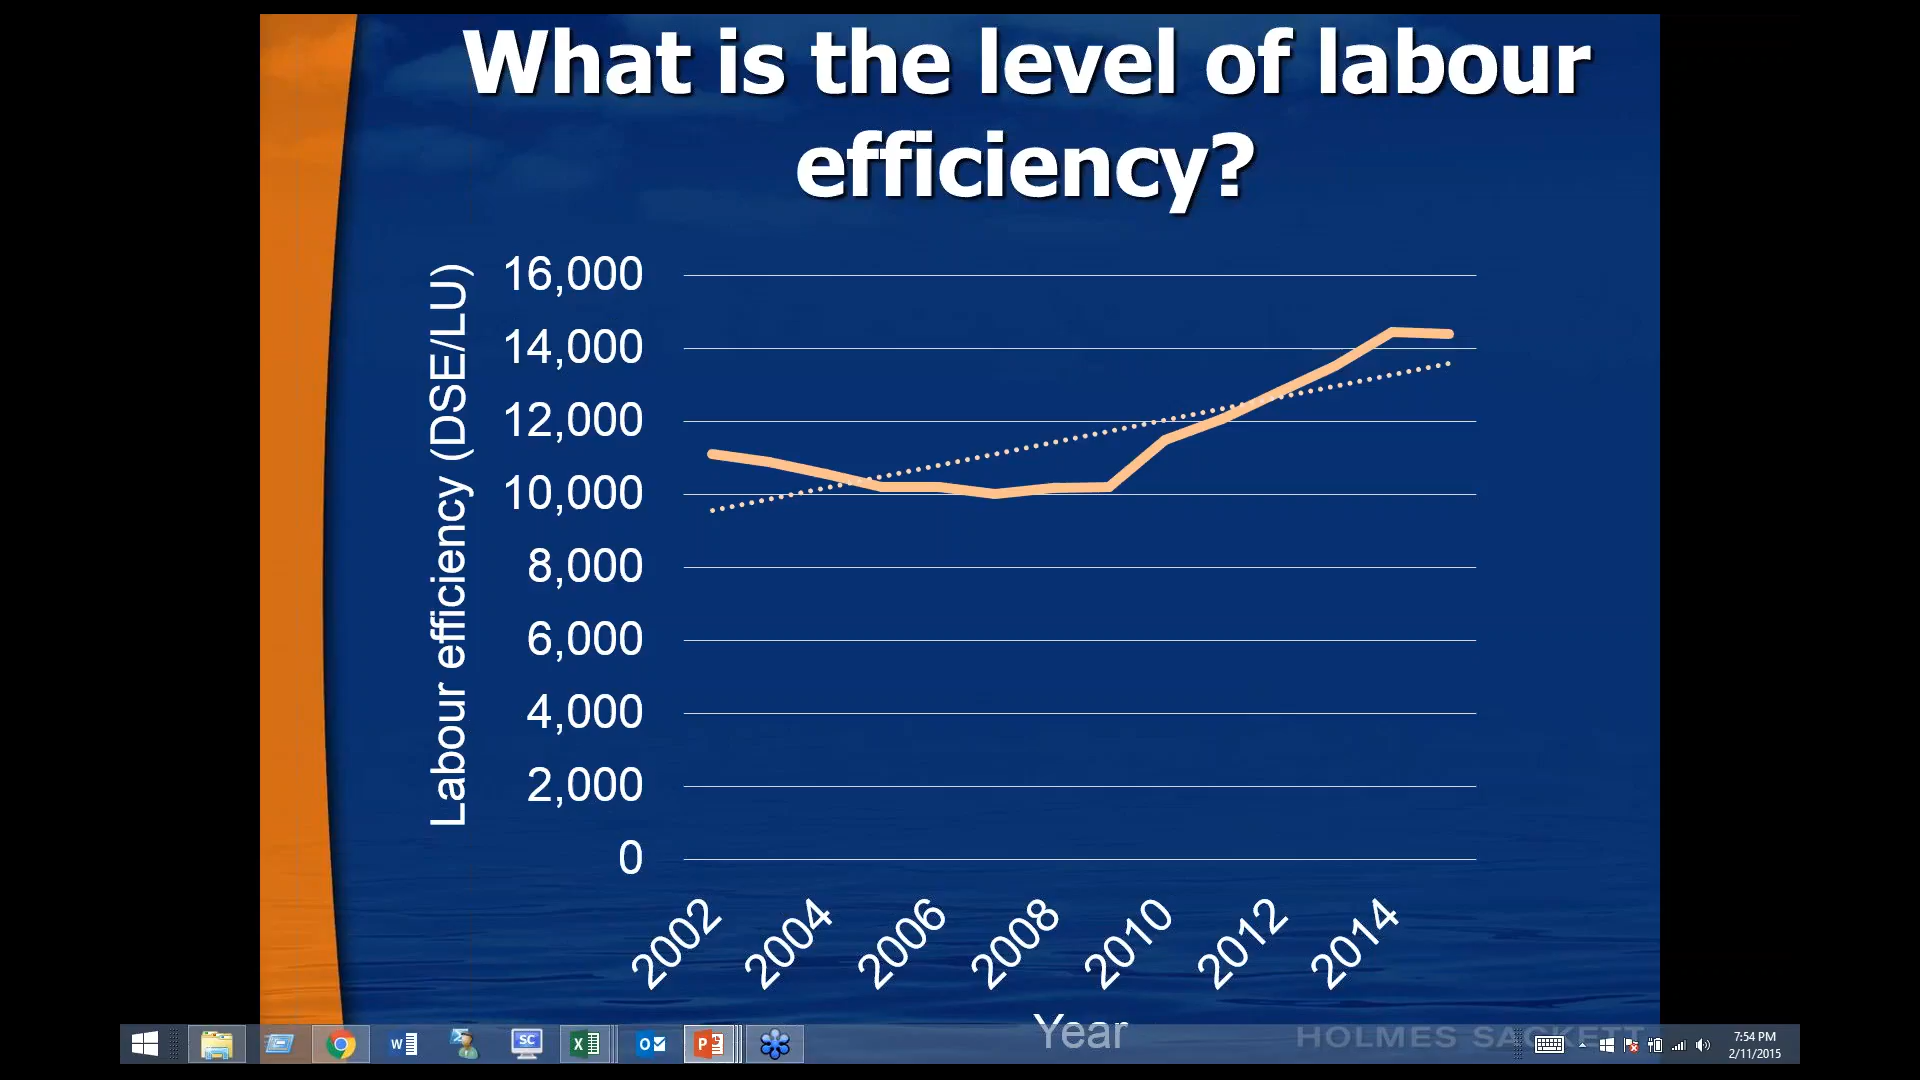 What is the level of labour
efficiency?
Labour efficiency (DSE/LU)
16,000
14,000
12,000
10,000
8,000
6,000
4,000
2,000
0
2002
2004
2006
2008
2010
2012
2014
Year
HOLMES SACKETT
7:54 PM
2/11/2015